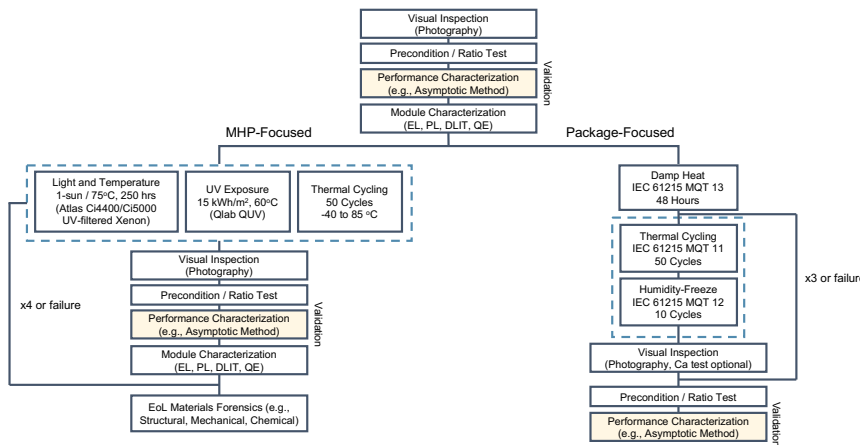 Visual Inspection
(Photography)
Precondition / Ratio Test
Performance Characterization
(e.g., Asymptotic Method)
Validation
Module Characterization
(EL, PL, DLIT, QE)
MHP-Focused
Package-Focused
Light and Temperature
1-sun / 75°C, 250 hrs
(Atlas Ci4400/Ci5000
UV-filtered Xenon)
UV Exposure
15 kWh/m², 60°C
(Qlab QUV)
Thermal Cycling
50 Cycles
-40 to 85 °C
Visual Inspection
(Photography)
Precondition / Ratio Test
Performance Characterization
(e.g., Asymptotic Method)
Validation
Module Characterization
(EL, PL, DLIT, QE)
x4 or failure
EoL Materials Forensics (e.g.,
Structural, Mechanical, Chemical)
Damp Heat
IEC 61215 MQT 13
48 Hours
Thermal Cycling
IEC 61215 MQT 11
50 Cycles
Humidity-Freeze
IEC 61215 MQT 12
10 Cycles
x3 or failure
Visual Inspection
(Photography, Ca test optional)
Precondition / Ratio Test
Performance Characterization
(e.g., Asymptotic Method)
Validation